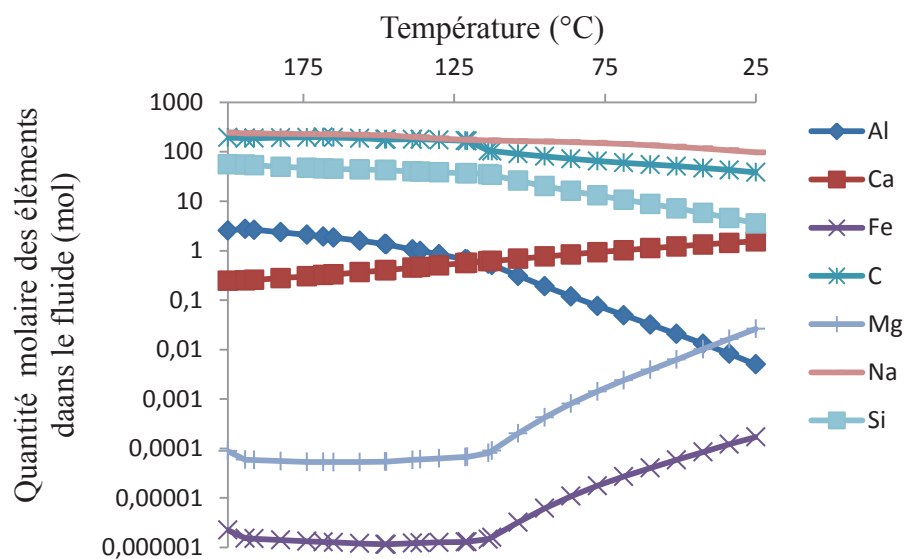 Température (°C)
175 125 75 25
Quantité molaire des éléments
daans le fluide (mol)
1000
100
10
1
0,1
0,01
0,001
0,0001
0,00001
0,000001
Al
Ca
Fe
C
Mg
Na
Si